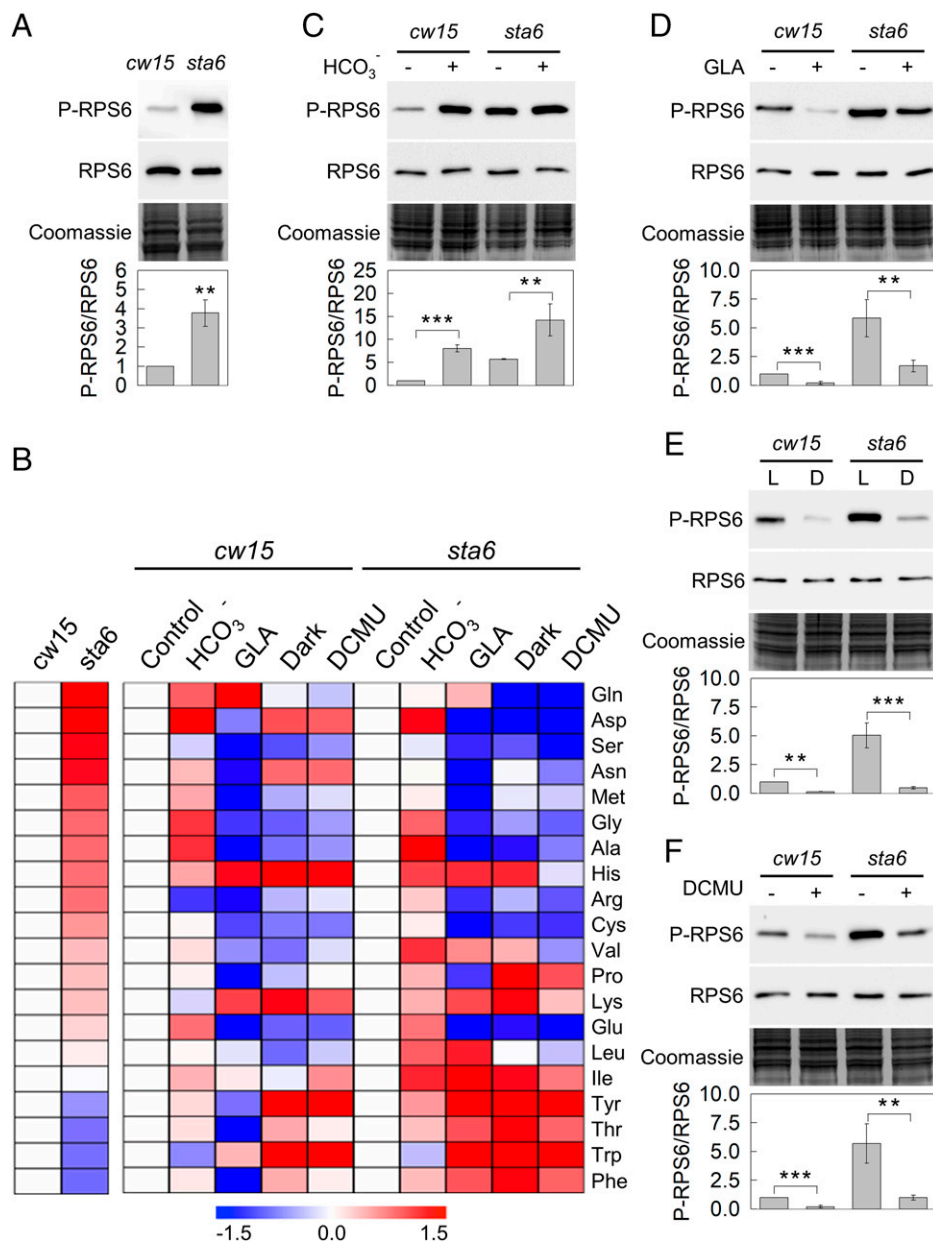 A
cw15 sta6
P-RPS6
RPS6
Coomassie
P-RPS6/RPS6
6
5
4
3
2
1
0
**
C
cw15 sta6
HCO3- - + - +
P-RPS6
RPS6
Coomassie
P-RPS6/RPS6
25
20
15
10
5
0
***
**
D
cw15 sta6
GLA - + - +
P-RPS6
RPS6
Coomassie
P-RPS6/RPS6
10.0
7.5
5.0
2.5
0.0
***
**
B
cw15 sta6
cw15 sta6 Control HCO3- GLA Dark DCMU Control HCO3- GLA Dark DCMU
Gln
Asp
Ser
Asn
Met
Gly
Ala
His
Arg
Cys
Val
Pro
Lys
Glu
Leu
Ile
Tyr
Thr
Trp
Phe
-1.5 0.0 1.5
E
cw15 sta6
L D L D
P-RPS6
RPS6
Coomassie
P-RPS6/RPS6
10.0
7.5
5.0
2.5
0.0
**
***
F
cw15 sta6
DCMU - + - +
P-RPS6
RPS6
Coomassie
P-RPS6/RPS6
10.0
7.5
5.0
2.5
0.0
***
**